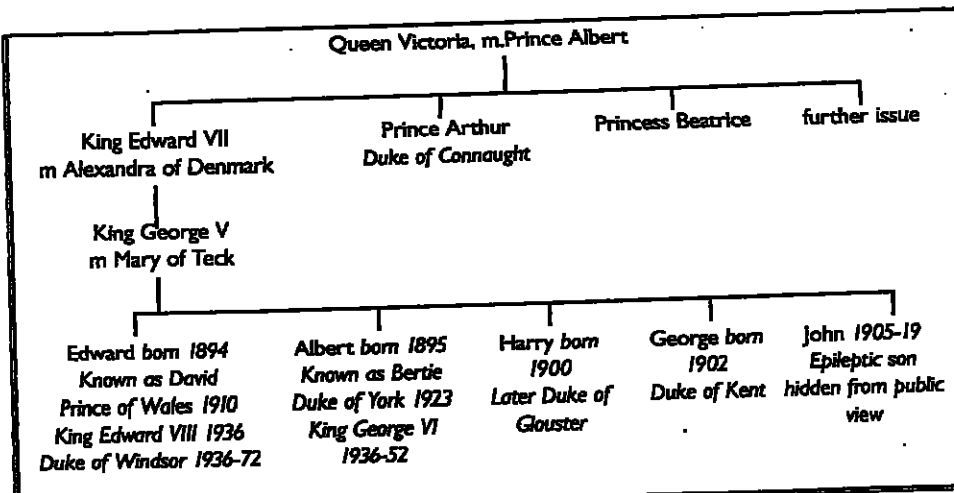 Queen Victoria, m.Prince Albert
King Edward VII
m Alexandra of Denmark
Prince Arthur
Duke of Connaught
Princess Beatrice
further issue
King George V
m Mary of Teck
Edward born 1894
Known as David
Prince of Wales 1910
King Edward VIII 1936
Duke of Windsor 1936-72
Albert born 1895
Known as Bertie
Duke of York 1923
King George VI
1936-52
Harry born
1900
Later Duke of
Glouster
George born
1902
Duke of Kent
John 1905-19
Epileptic son
hidden from public
view